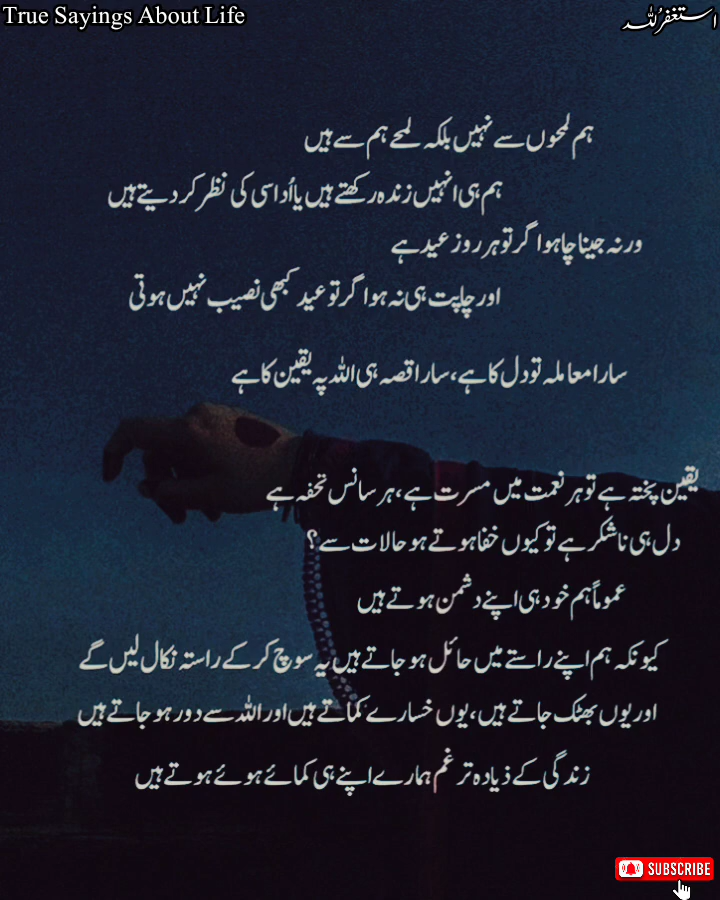 True Sayings About Life
استغفرُللہ
ہم لمحوں سے نہیں بلکہ لمحے ہم سے ہیں
ہم ہی انہیں زندہ رکھتے ہیں یا اُداسی کی نظر کر دیتے ہیں
ورنہ جینا چاہو اگر تو ہر روز عید ہے
اور چاہت ہی نہ ہو اگر تو عید کبھی نصیب نہیں ہوتی
سارا معاملہ تو دل کا ہے، سارا قصہ ہی اللہ پہ یقین کا ہے
یقین پختہ ہے تو ہر نعمت میں مسرت ہے، ہر سانس تحفہ ہے
دل ہی ناشکر ہے تو کیوں خفا ہوتے ہو حالات سے؟
عموماً ہم خود ہی اپنے دشمن ہوتے ہیں
کیونکہ ہم اپنے راستے میں حائل ہو جاتے ہیں یہ سوچ کر کے راستہ نکال لیں گے
اور یوں بھٹک جاتے ہیں، یوں خسارے کماتے ہیں اور اللہ سے دور ہو جاتے ہیں
زندگی کے ذیادہ تر غم ہمارے اپنے ہی کمائے ہوئے ہوتے ہیں
SUBSCRIBE